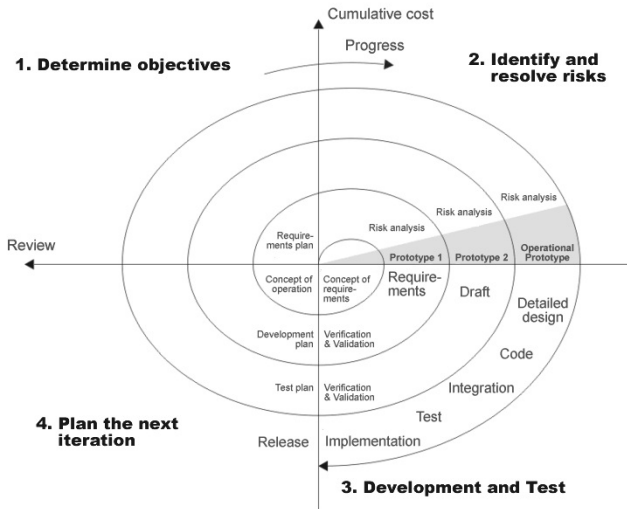 Cumulative cost
Progress
1. Determine objectives
2. Identify and
resolve risks
Risk analysis
Risk analysis
Risk analysis
Require-
ments plan
Review
Prototype 1
Prototype 2
Operational
Prototype
Concept of
operation
Concept of
require-
ments
Require-
ments
Draft
Detailed
design
Development
plan
Verification
& Validation
Code
Integration
Test plan
Verification
& Validation
Test
4. Plan the next
iteration
Release
Implementation
3. Development and Test